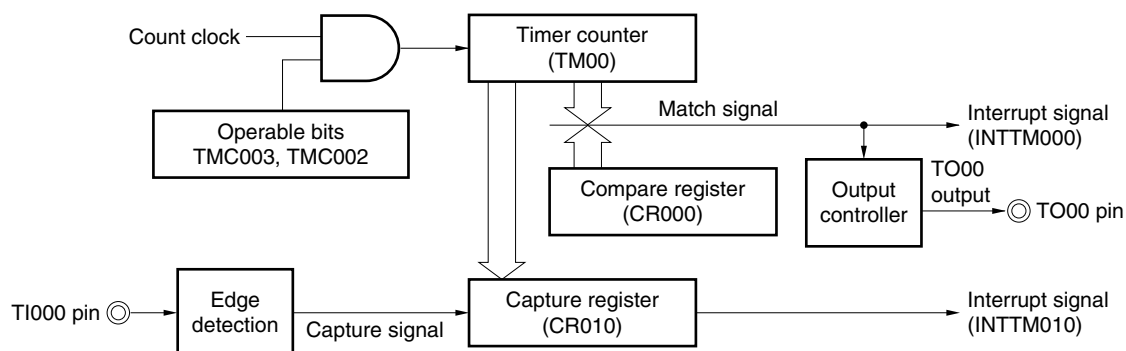 Count clock
Timer counter
(TM00)
Operable bits
TMC003, TMC002
Match signal
Interrupt signal
(INTTM000)
Compare register
(CR000)
Output
controller
TO00
output
TO00 pin
TI000 pin
Edge
detection
Capture signal
Capture register
(CR010)
Interrupt signal
(INTTM010)